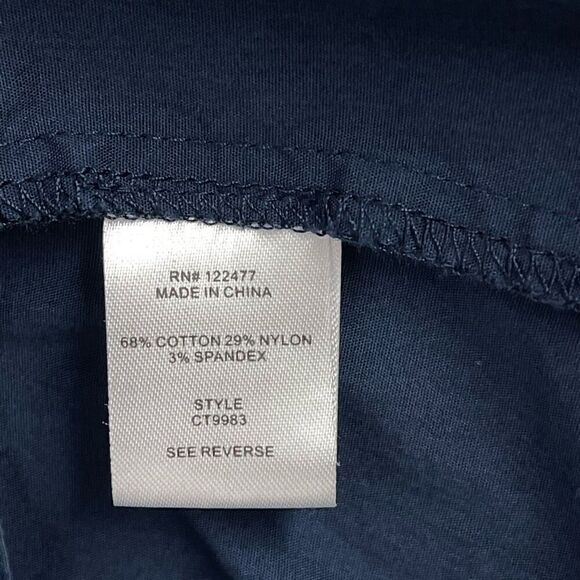 RN# 122477
MADE IN CHINA
68% COTTON 29% NYLON
3% SPANDEX
STYLE
CT9983
SEE REVERSE